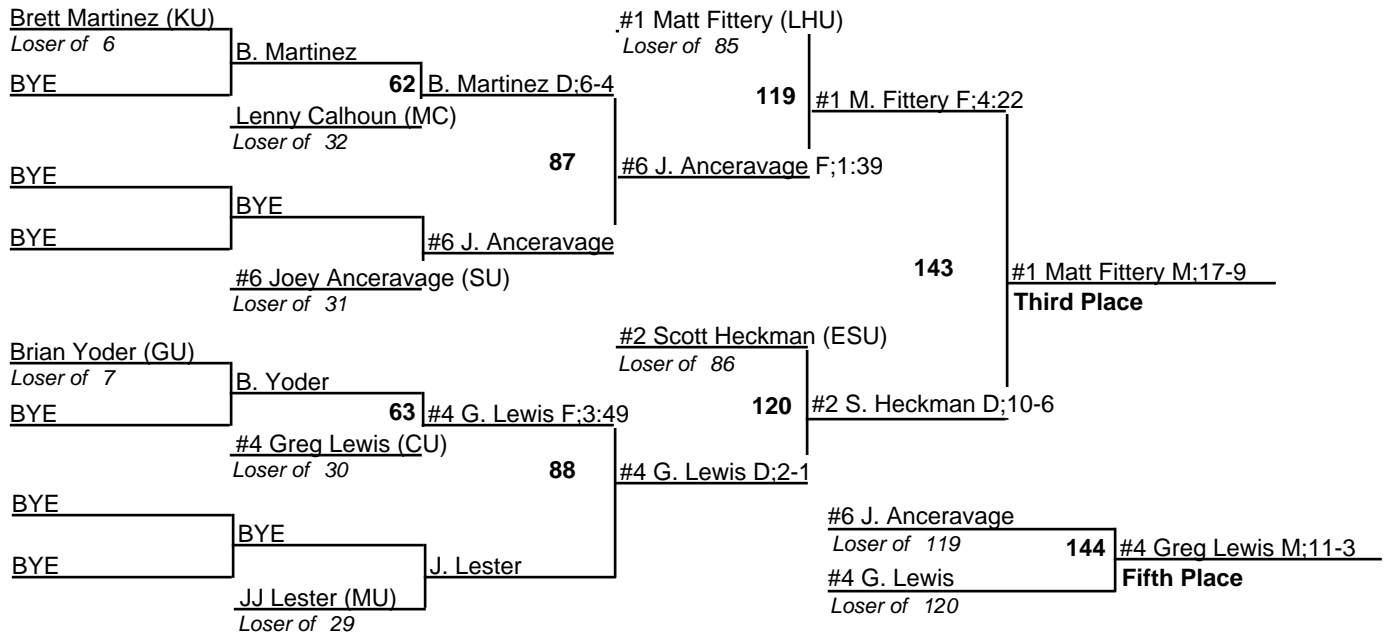 Brett Martinez (KU)
Loser of 6
B. Martinez
BYE
62
B. Martinez D;6-4
Lenny Calhoun (MC)
Loser of 32
87
BYE
BYE
BYE
#6 J. Anceravage
#6 Joey Anceravage (SU)
Loser of 31
#1 Matt Fittery (LHU)
Loser of 85
119
#1 M. Fittery F;4:22
#6 J. Anceravage F;1:39
143
#1 Matt Fittery M;17-9
Third Place
Brian Yoder (GU)
Loser of 7
B. Yoder
BYE
63
#4 G. Lewis F;3:49
#4 Greg Lewis (CU)
Loser of 30
88
BYE
BYE
BYE
J. Lester
JJ Lester (MU)
Loser of 29
#2 Scott Heckman (ESU)
Loser of 86
120
#2 S. Heckman D;10-6
#4 G. Lewis D;2-1
#6 J. Anceravage
Loser of 119
144
#4 Greg Lewis M;11-3
Fifth Place
#4 G. Lewis
Loser of 120